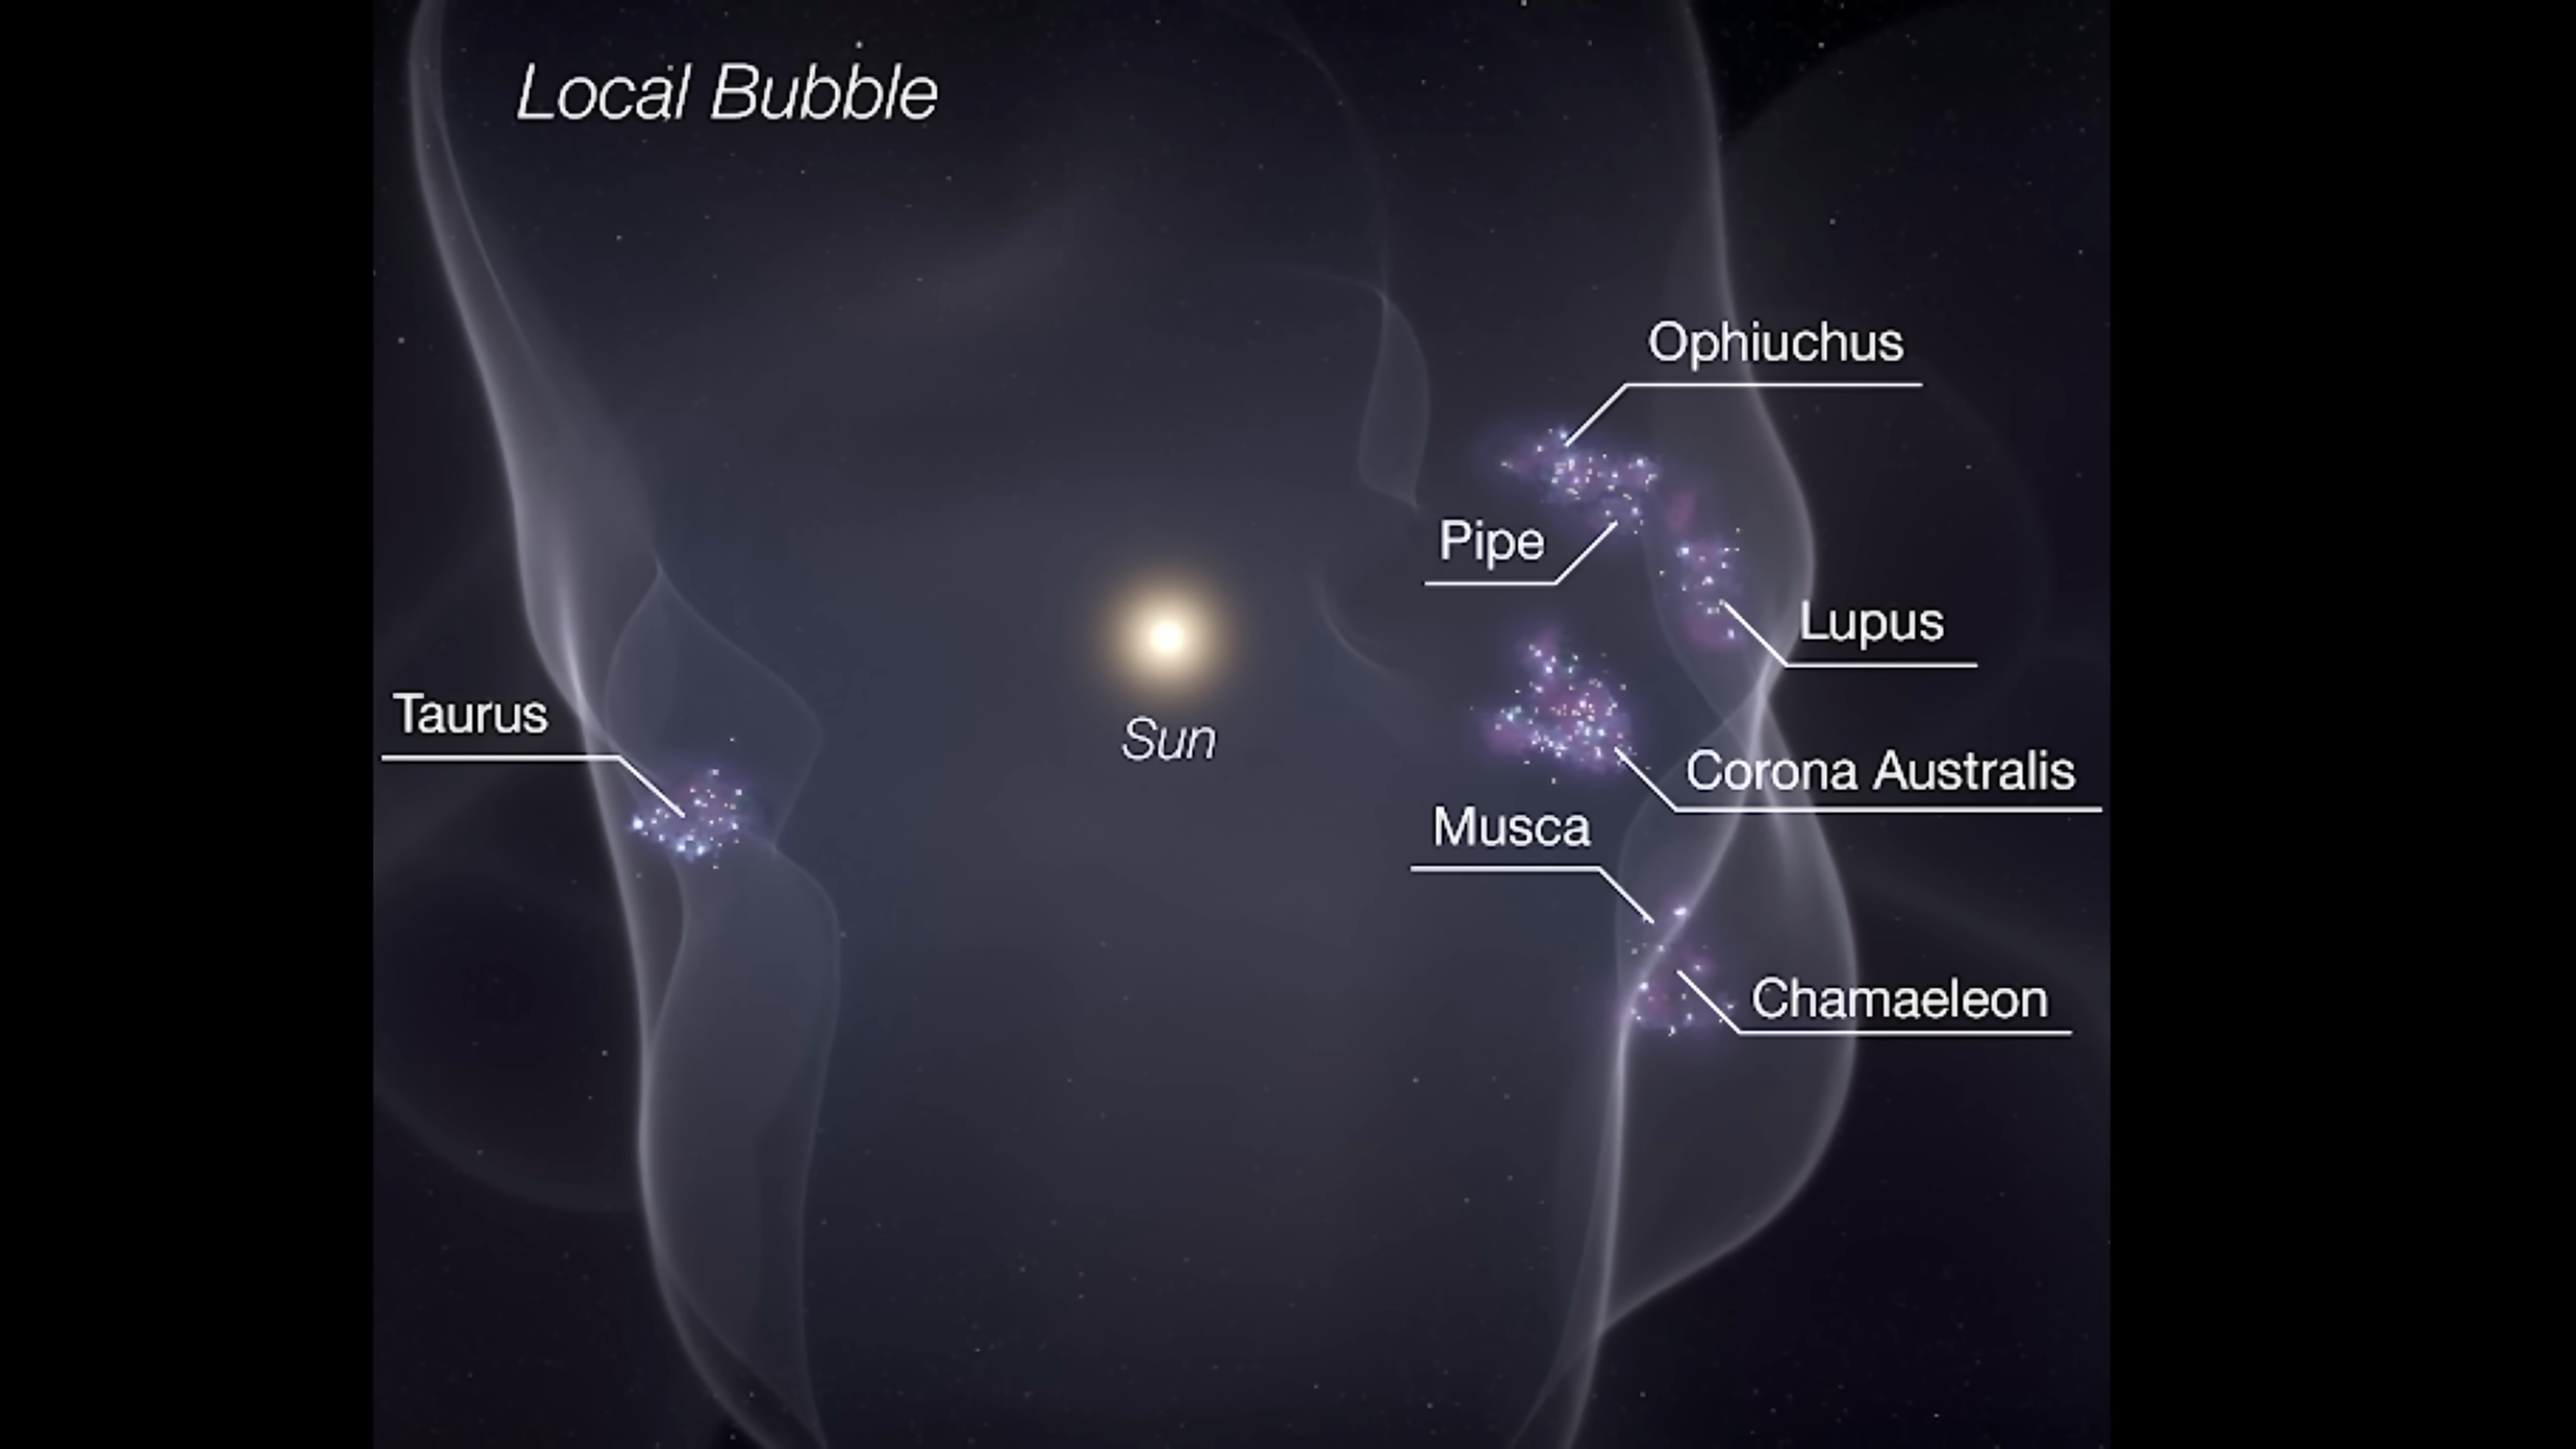 Local Bubble
Ophiuchus
Pipe
Lupus
Taurus
Sun
Corona Australis
Musca
Chamaeleon